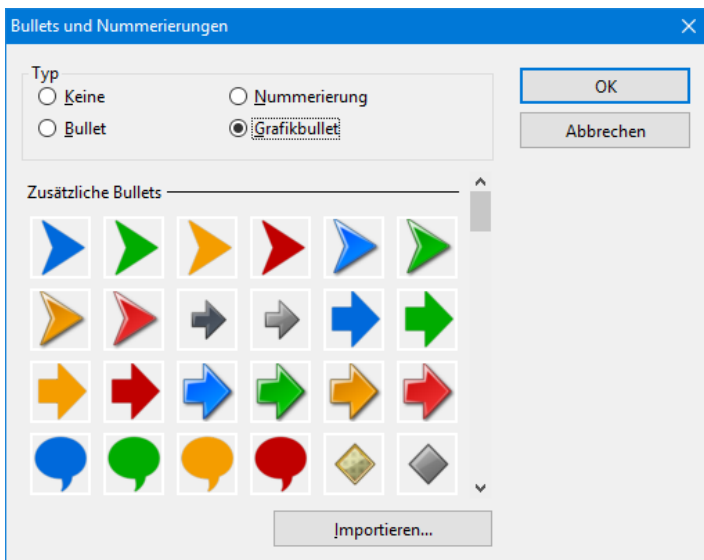 Bullets und Nummerierungen
Typ
Keine
Nummerierung
OK
Bullet
Grafikbullet
Abbrechen
Zusätzliche Bullets
Importieren...